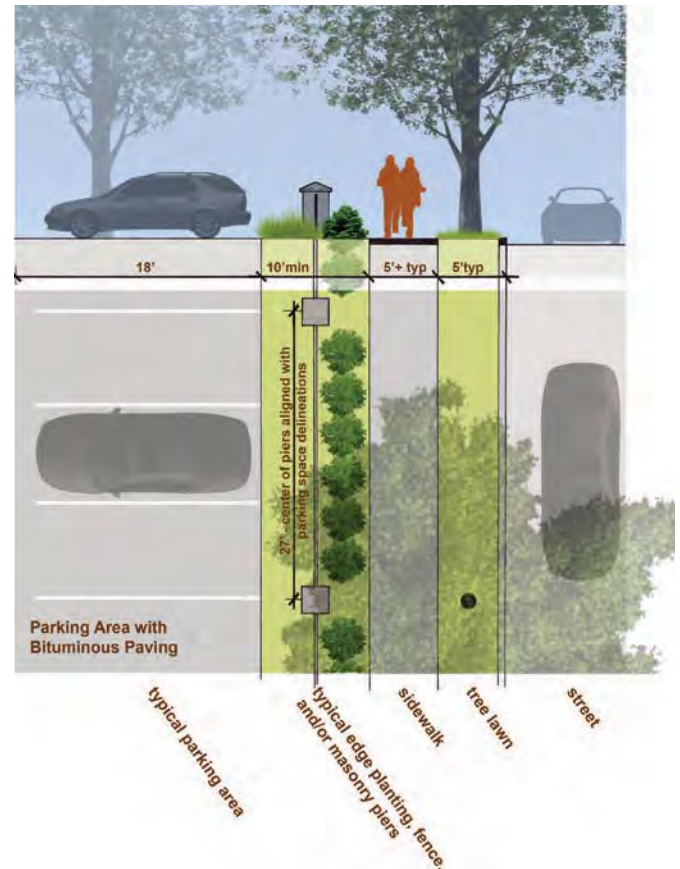 18'
10'min
5'+ typ
5'typ
27' -center of piers aligned with
parking space delineations
Parking Area with
Bituminous Paving
typical parking area
typical edge planting, fence,
and/or masonry piers
sidewalk
tree lawn
street